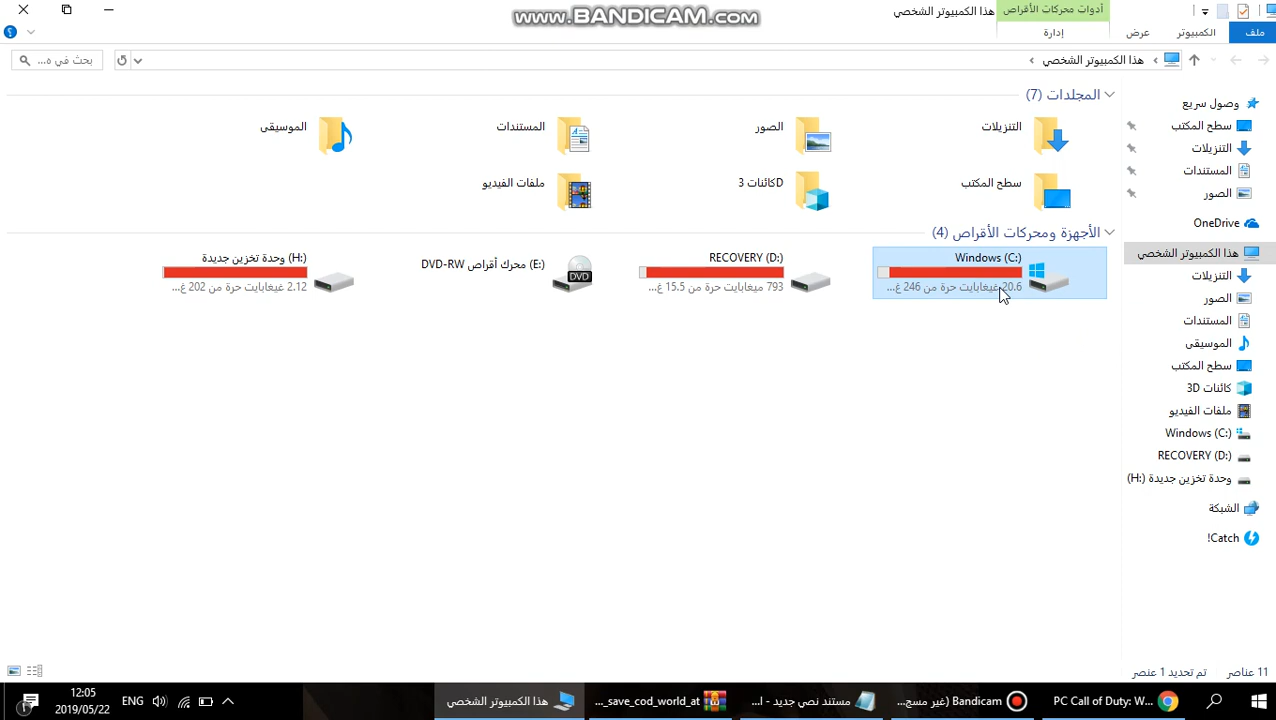 www.BANDICAM.com
هذا الكمبيوتر الشخصي
أدوات محركات الأقراص
ملف
الكمبيوتر
عرض
إدارة
هذا الكمبيوتر الشخصي
بحث في ه...
وصول سريع
سطح المكتب
التنزيلات
المستندات
الصور
OneDrive
هذا الكمبيوتر الشخصي
التنزيلات
الصور
المستندات
الموسيقى
سطح المكتب
كائنات 3D
ملفات الفيديو
Windows (C:)
RECOVERY (D:)
وحدة تخزين جديدة (H:)
الشبكة
Catch!
المجلدات (7)
التنزيلات
الصور
المستندات
الموسيقى
سطح المكتب
3 كائناتD
ملفات الفيديو
الأجهزة ومحركات الأقراص (4)
Windows (C:)
20.6 غيغابايت حرة من 246 غ...
RECOVERY (D:)
793 ميغابايت حرة من 15.5 غ...
(E:) محرك أقراص DVD-RW
DVD
(H:) وحدة تخزين جديدة
2.12 غيغابايت حرة من 202 غ...
11 عناصر
تم تحديد 1 عنصر
PC Call of Duty: W...
Bandicam (غير مسج...
مستند نصي جديد - ا...
..._save_cod_world_at
هذا الكمبيوتر الشخصي
ENG
12:05
2019/05/22